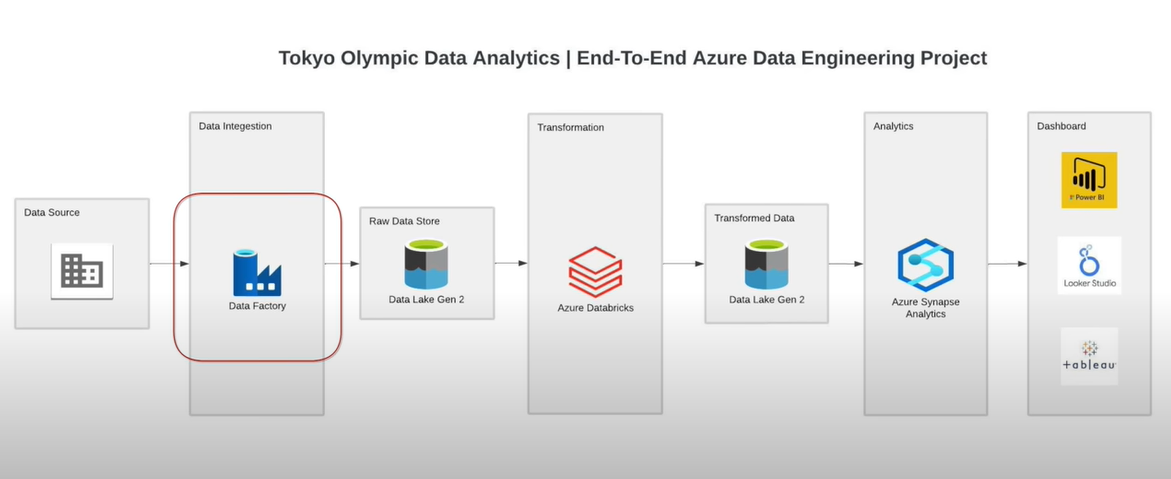 Tokyo Olympic Data Analytics | End-To-End Azure Data Engineering Project
Data Source
Data Integestion
Data Factory
Raw Data Store
Data Lake Gen 2
Transformation
Azure Databricks
Transformed Data
Data Lake Gen 2
Analytics
Azure Synapse
Analytics
Dashboard
Power BI
Looker Studio
+ableau